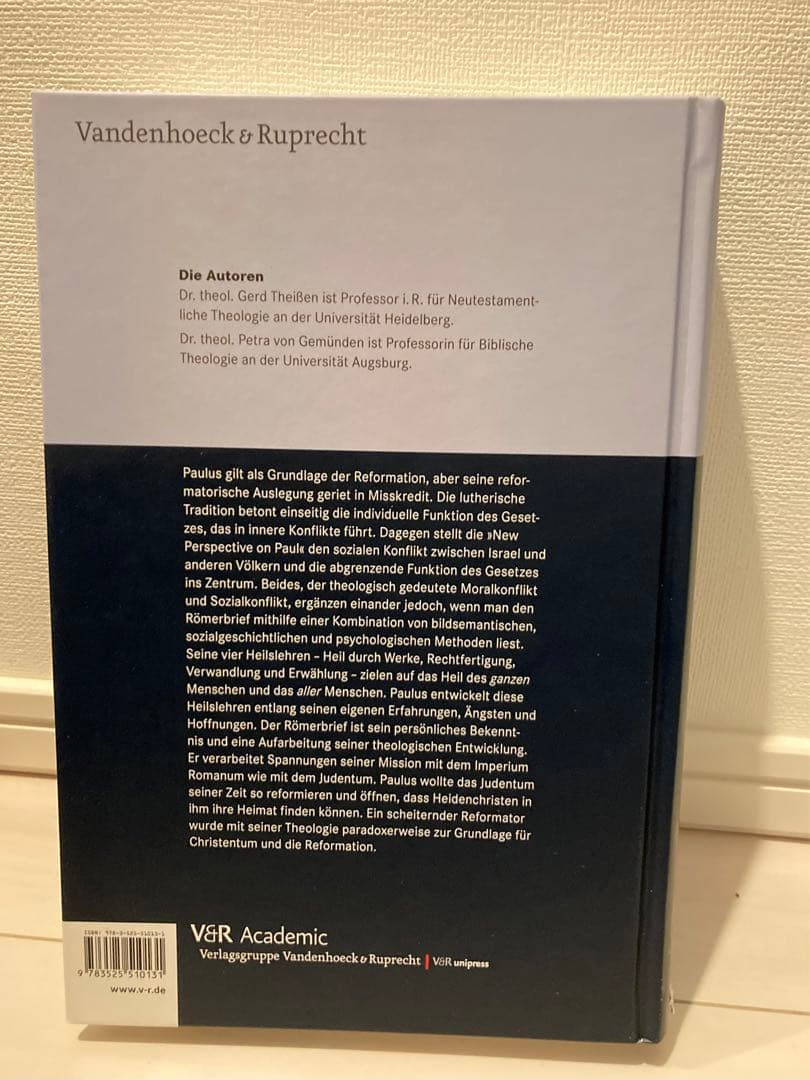 Vandenhoeck & Ruprecht
Die Autoren
Dr. theol. Gerd Theißen ist Professor i. R. für Neutestament-
liche Theologie an der Universität Heidelberg.
Dr. theol. Petra von Gemünden ist Professorin für Biblische
Theologie an der Universität Augsburg.
Paulus gilt als Grundlage der Reformation, aber seine refor-
matorische Auslegung geriet in Misskredit. Die lutherische
Tradition betont einseitig die individuelle Funktion des Geset-
zes, das in innere Konflikte führt. Dagegen stellt die »New
Perspective on Paul« den sozialen Konflikt zwischen Israel und
anderen Völkern und die abgrenzende Funktion des Gesetzes
ins Zentrum. Beides, der theologisch gedeutete Moralkonflikt
und Sozialkonflikt, ergänzen einander jedoch, wenn man den
Römerbrief mithilfe einer Kombination von bildsemantischen,
sozialgeschichtlichen und psychologischen Methoden liest.
Seine vier Heilslehren – Heil durch Werke, Rechtfertigung,
Verwandlung und Erwählung – zielen auf das Heil des ganzen
Menschen und das aller Menschen. Paulus entwickelt diese
Heilslehren entlang seinen eigenen Erfahrungen, Ängsten und
Hoffnungen. Der Römerbrief ist sein persönliches Bekennt-
nis und eine Aufarbeitung seiner theologischen Entwicklung.
Er verarbeitet Spannungen seiner Mission mit dem Imperium
Romanum wie mit dem Judentum. Paulus wollte das Judentum
seiner Zeit so reformieren und öffnen, dass Heidenchristen in
ihm ihre Heimat finden können. Ein scheiternder Reformator
wurde mit seiner Theologie paradoxerweise zur Grundlage für
Christentum und die Reformation.
ISBN: 978-3-525-51013-1
9 783525 510131
www.v-r.de
V&R Academic
Verlagsgruppe Vandenhoeck & Ruprecht | V&R unipress